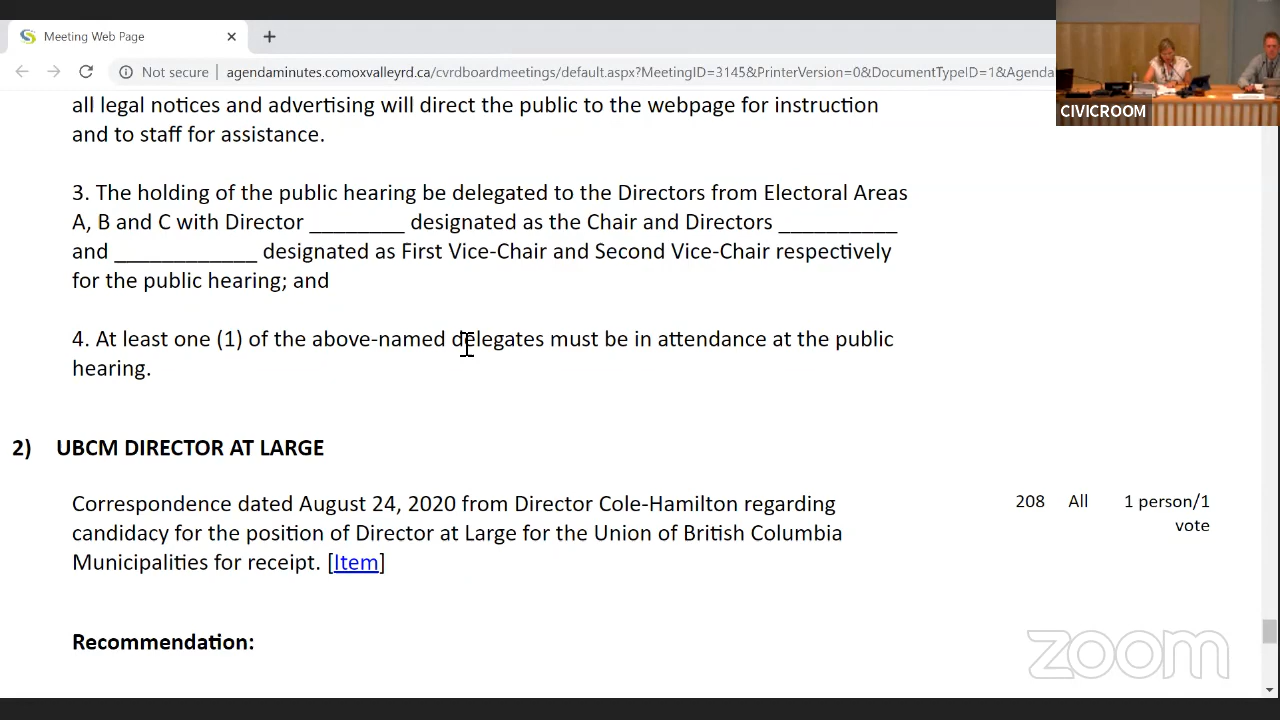 Meeting Web Page
Not secure
agendaminutes.comoxvalleyrd.ca/cvrdboardmeetings/default.aspx?MeetingID=3145&PrinterVersion=0&DocumentTypeID=1&Agenda
CIVICROOM
all legal notices and advertising will direct the public to the webpage for instruction
and to staff for assistance.
3. The holding of the public hearing be delegated to the Directors from Electoral Areas
A, B and C with Director ________ designated as the Chair and Directors __________
and ____________ designated as First Vice-Chair and Second Vice-Chair respectively
for the public hearing; and
4. At least one (1) of the above-named delegates must be in attendance at the public
hearing.
2) UBCM DIRECTOR AT LARGE
Correspondence dated August 24, 2020 from Director Cole-Hamilton regarding
candidacy for the position of Director at Large for the Union of British Columbia
Municipalities for receipt. [Item]
208 All 1 person/1
vote
Recommendation:
zoom